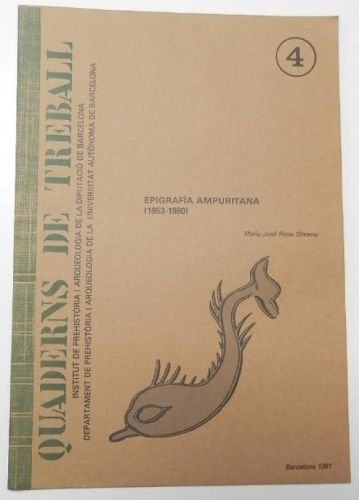 4
QUADERNS DE TREBALL
INSTITUT DE PREHISTÒRIA I ARQUEOLOGIA DE LA DIPUTACIÓ DE BARCELONA
DEPARTAMENT DE PREHISTÒRIA I ARQUEOLOGIA DE LA UNIVERSITAT AUTÒNOMA DE BARCELONA
EPIGRAFÍA AMPURITANA
(1953-1980)
María José Pena Gimeno
Barcelona 1981